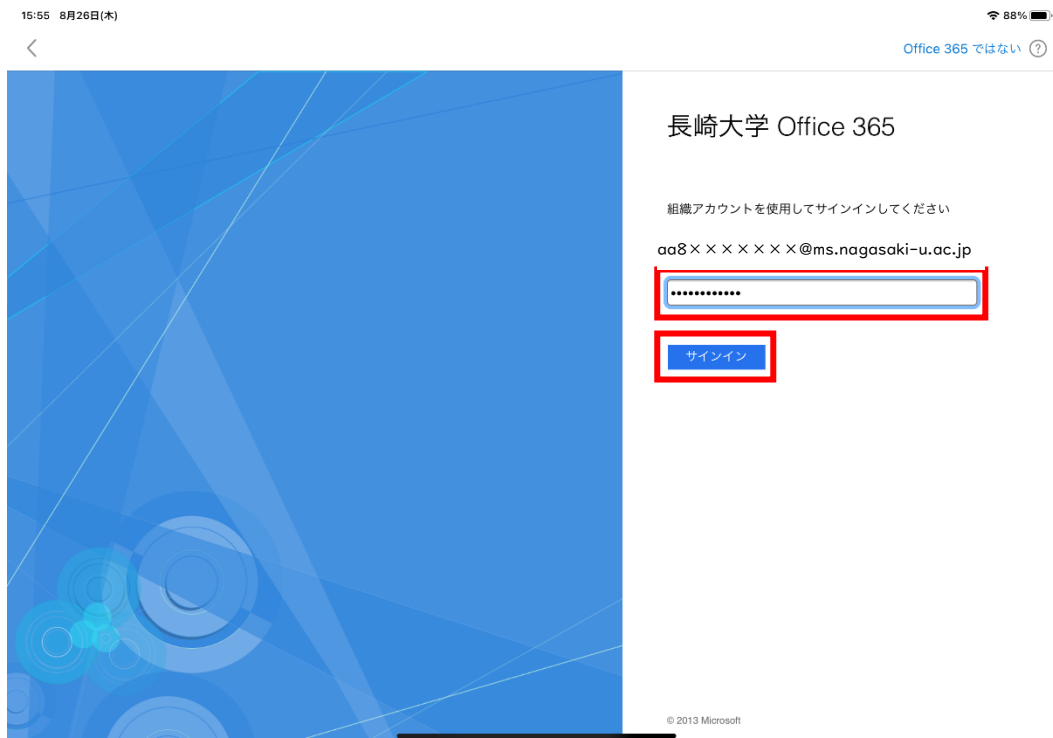 15:55 8月26日(木) 88%
Office 365 ではない ?
長崎大学 Office 365
組織アカウントを使用してサインインしてください
aa8×××××××@ms.nagasaki-u.ac.jp
••••••••••••
サインイン
© 2013 Microsoft